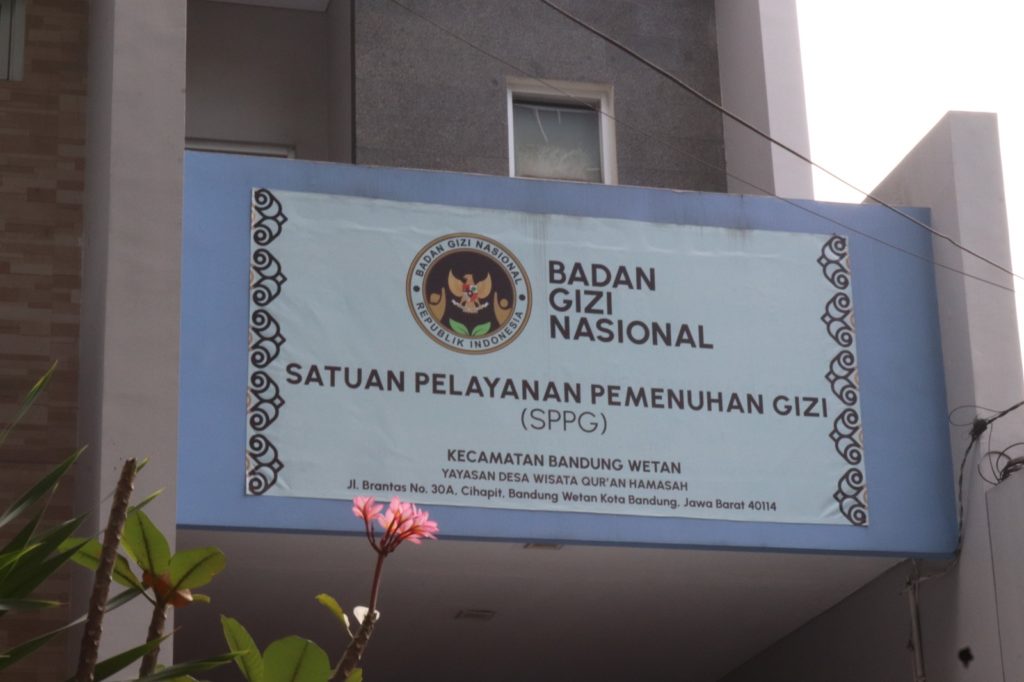 BADAN GIZI NASIONAL
REPUBLIK INDONESIA
BADAN
GIZI
NASIONAL
SATUAN PELAYANAN PEMENUHAN GIZI
(SPPG)
KECAMATAN BANDUNG WETAN
YAYASAN DESA WISATA QUR'AN HAMASAH
Jl. Brantas No. 30A, Cihapit, Bandung Wetan Kota Bandung, Jawa Barat 40114